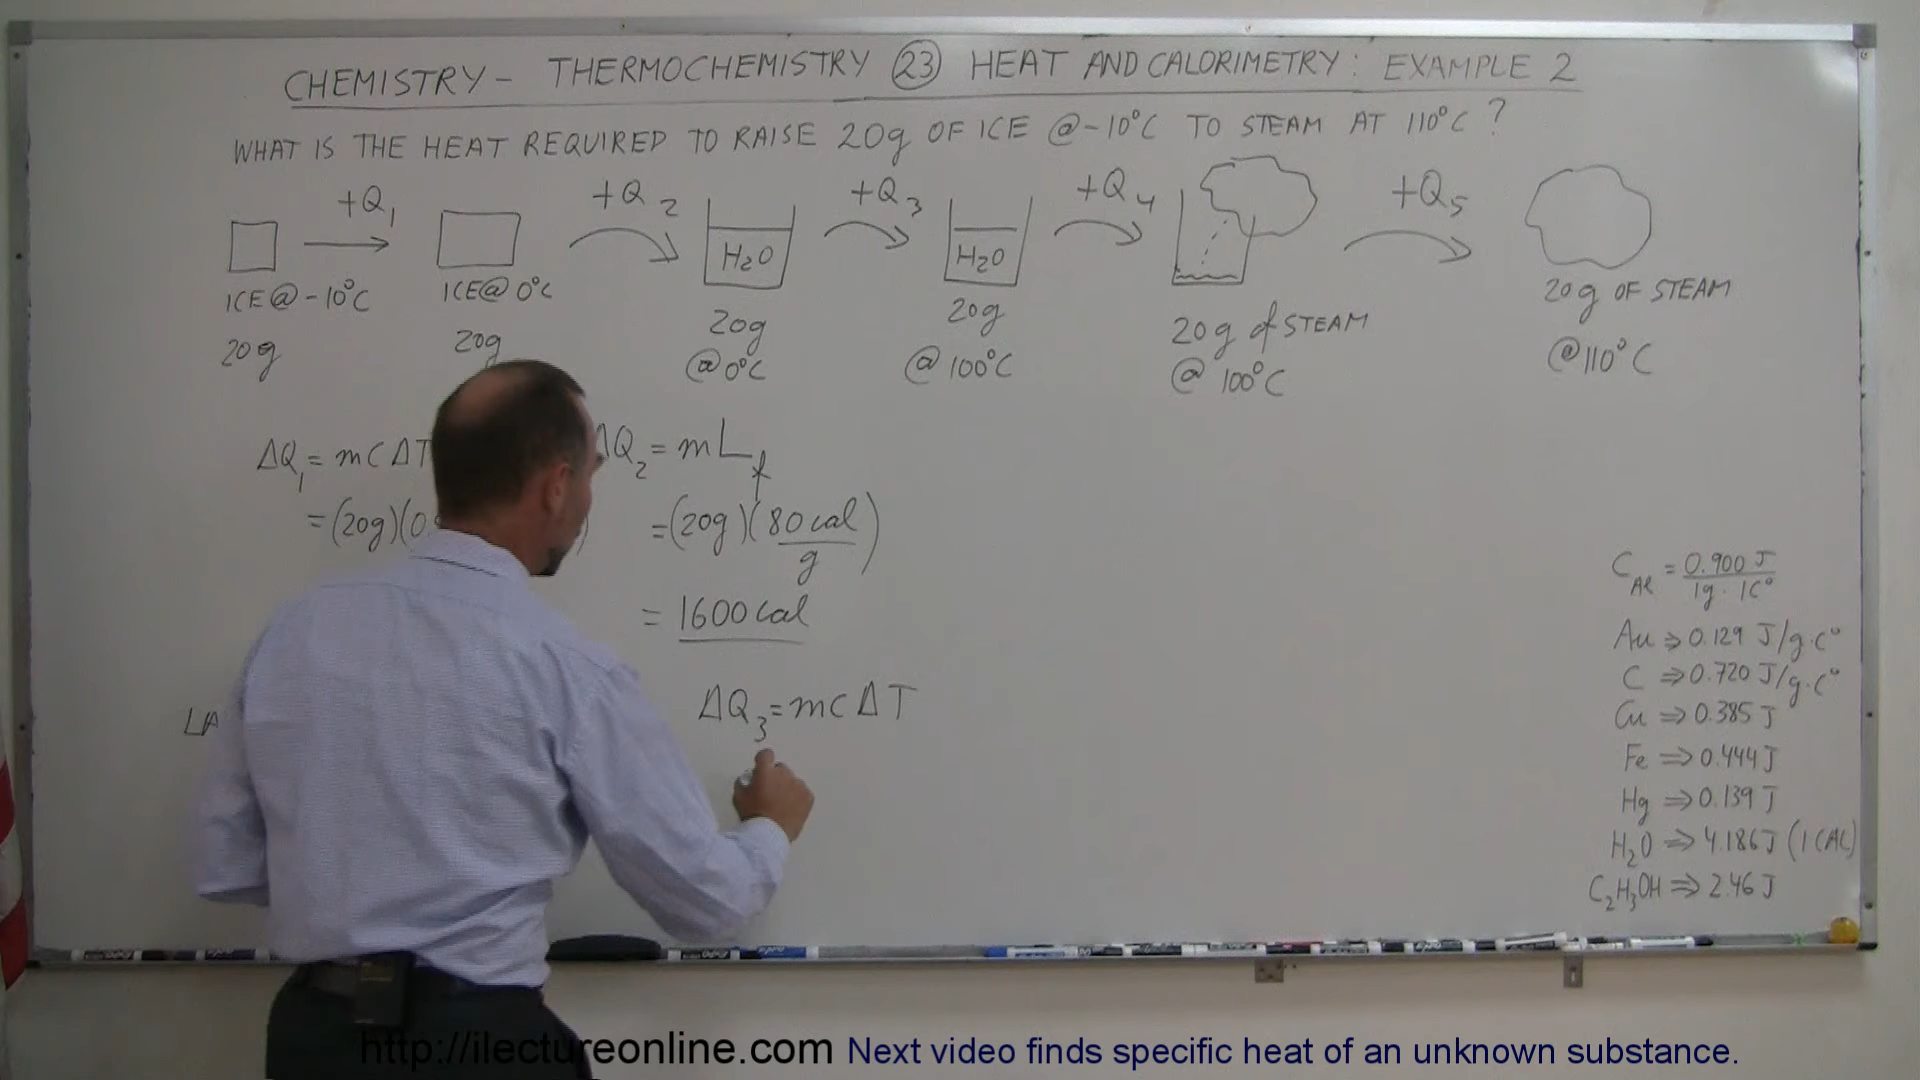 CHEMISTRY - THERMOCHEMISTRY 23 HEAT AND CALORIMETRY: EXAMPLE 2
WHAT IS THE HEAT REQUIRED TO RAISE 20g OF ICE @ -10°C TO STEAM AT 110°C ?
+Q₁ +Q₂ +Q₃ +Q₄ +Q₅
H₂O H₂O
ICE @ -10°C
20g
ICE @ 0°C
20g
20g
@ 0°C
20g
@ 100°C
20g of STEAM
@ 100°C
20g OF STEAM
@ 110°C
ΔQ₁ = mCΔT
= (20g)(0
ΔQ₂ = mL_f
= (20g)(80 cal/g)
= 1600 cal
ΔQ₃ = mcΔT
C_Al = 0.900 J / 1g · 1C°
Au ⇒ 0.129 J/g·C°
C ⇒ 0.720 J/g·C°
Cu ⇒ 0.385 J
Fe ⇒ 0.444 J
Hg ⇒ 0.139 J
H₂O ⇒ 4.186 J (1 CAL)
C₂H₃OH ⇒ 2.46 J
http://ilectureonline.com Next video finds specific heat of an unknown substance.